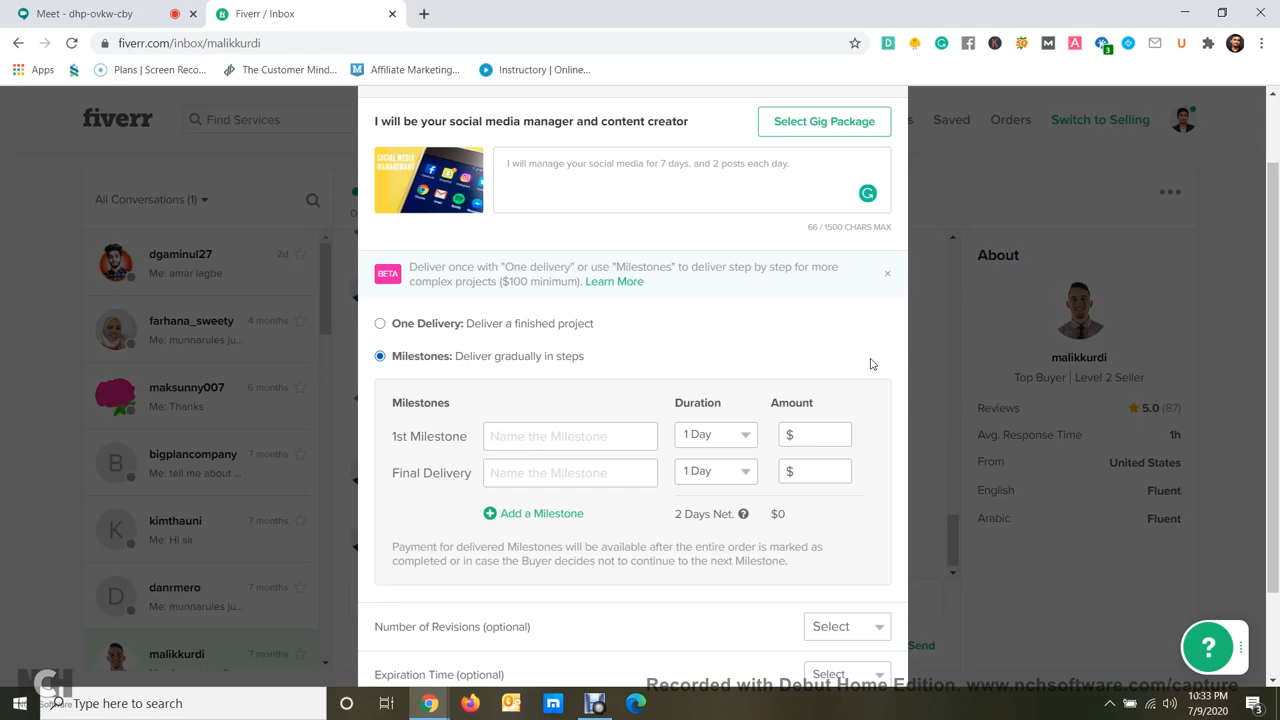 Meet - dhp-xovc-rec
Fiverr / Inbox
fiverr.com/inbox/malikkurdi
Apps
Plans | Screen Reco...
The Customer Mind...
Affiliate Marketing...
Instructory | Online...
fiverr
Find Services
Saved
Orders
Switch to Selling
I will be your social media manager and content creator
Select Gig Package
SOCIAL MEDIA
MANAGEMENT
I will manage your social media for 7 days. and 2 posts each day.
66 / 1500 CHARS MAX
All Conversations (1)
dgaminul27
2d
Me: amar lagbe
farhana_sweety
4 months
Me: munnarules ju...
maksunny007
6 months
Me: Thanks
bigplancompany
7 months
Me: tell me about ...
kimthauni
7 months
Me: Hi sir
danrmero
7 months
Me: munnarules ju...
malikkurdi
7 months
BETA
Deliver once with "One delivery" or use "Milestones" to deliver step by step for more
complex projects ($100 minimum). Learn More
One Delivery: Deliver a finished project
Milestones: Deliver gradually in steps
Milestones
Duration
Amount
1st Milestone
Name the Milestone
1 Day
$
Final Delivery
Name the Milestone
1 Day
$
Add a Milestone
2 Days Net.
$0
Payment for delivered Milestones will be available after the entire order is marked as
completed or in case the Buyer decides not to continue to the next Milestone.
Number of Revisions (optional)
Select
Expiration Time (optional)
Select
About
malikkurdi
Top Buyer | Level 2 Seller
Reviews
5.0 (87)
Avg. Response Time
1h
From
United States
English
Fluent
Arabic
Fluent
Send
NCH
Software
Recorded with Debut Home Edition. www.nchsoftware.com/capture
Type here to search
10:33 PM
7/9/2020
3